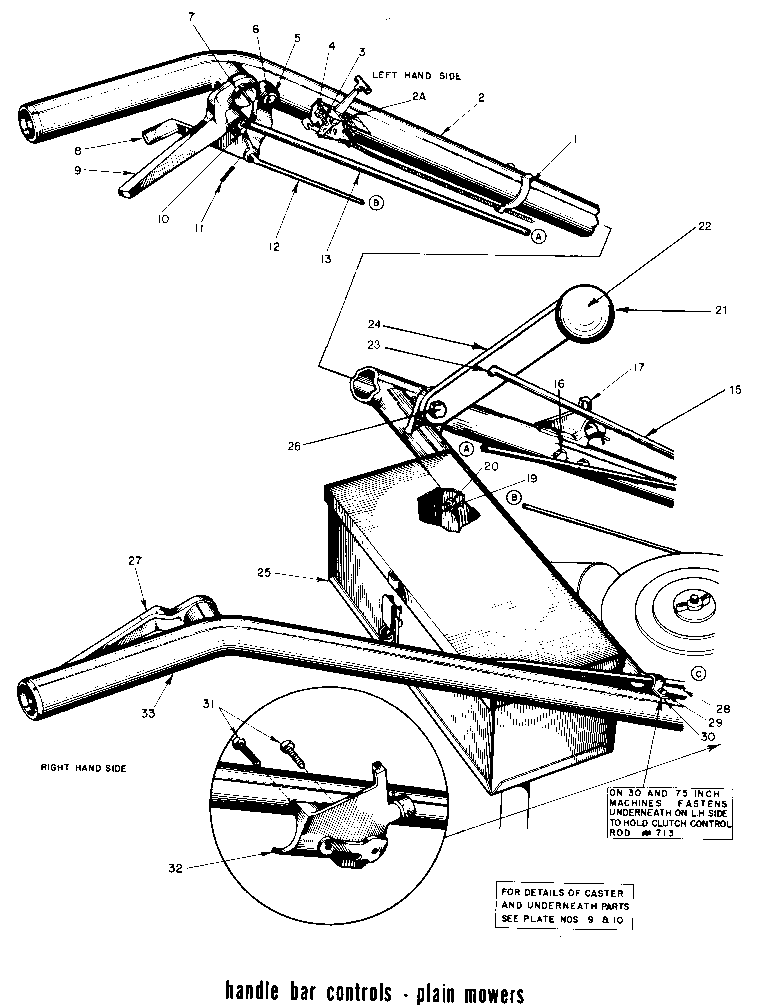 7
6
5
4
3
LEFT HAND SIDE
2A
2
1
8
9
10
11
12
B
13
A
22
21
24
23
17
16
15
26
A
20
19
B
25
27
C
28
29
30
33
31
RIGHT HAND SIDE
32
ON 30 AND 75 INCH
MACHINES FASTENS
UNDERNEATH ON L.H SIDE
TO HOLD CLUTCH CONTROL
ROD # 713
FOR DETAILS OF CASTER
AND UNDERNEATH PARTS
SEE PLATE NOS 9 & 10
handle bar controls - plain mowers